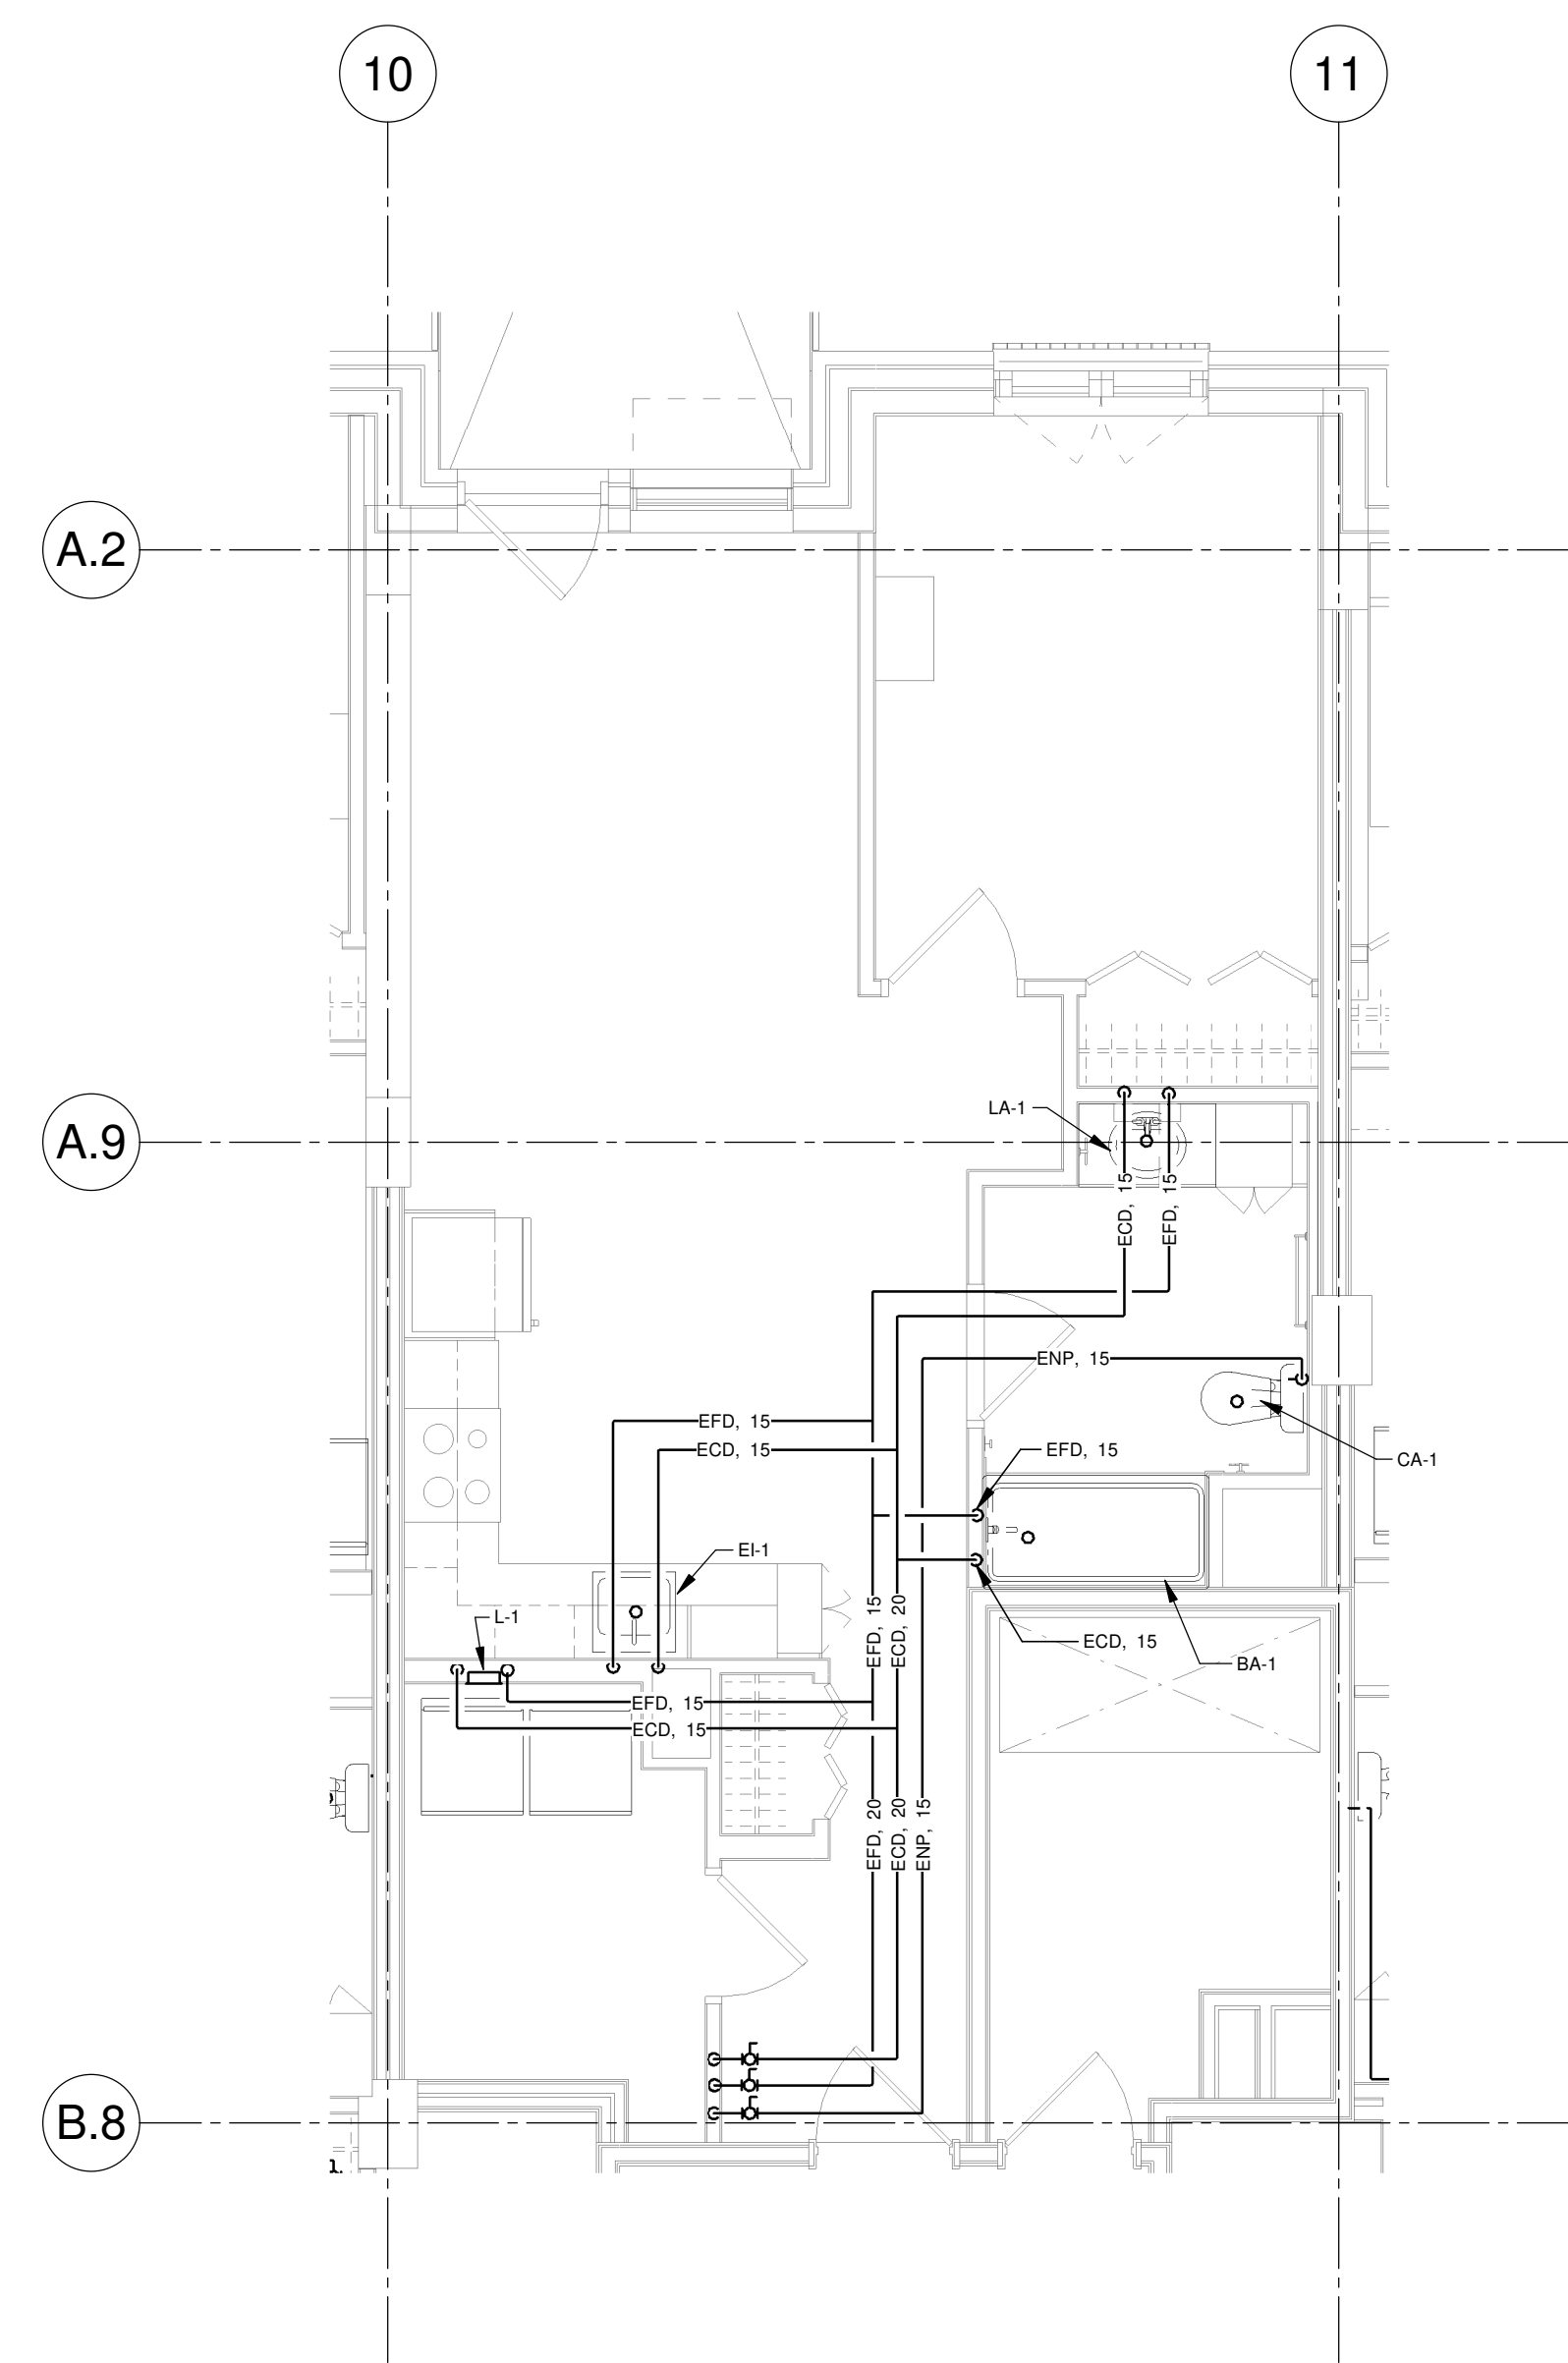 10
11
A.2
A.9
LA-1
ECD, 15
EFD, 15
ENP, 15
EFD, 15
ECD, 15
EFD, 15
CA-1
EI-1
L-1
EFD, 15
ECD, 20
ECD, 15
BA-1
EFD, 15
ECD, 15
EFD, 20
ECD, 20
ENP, 15
B.8